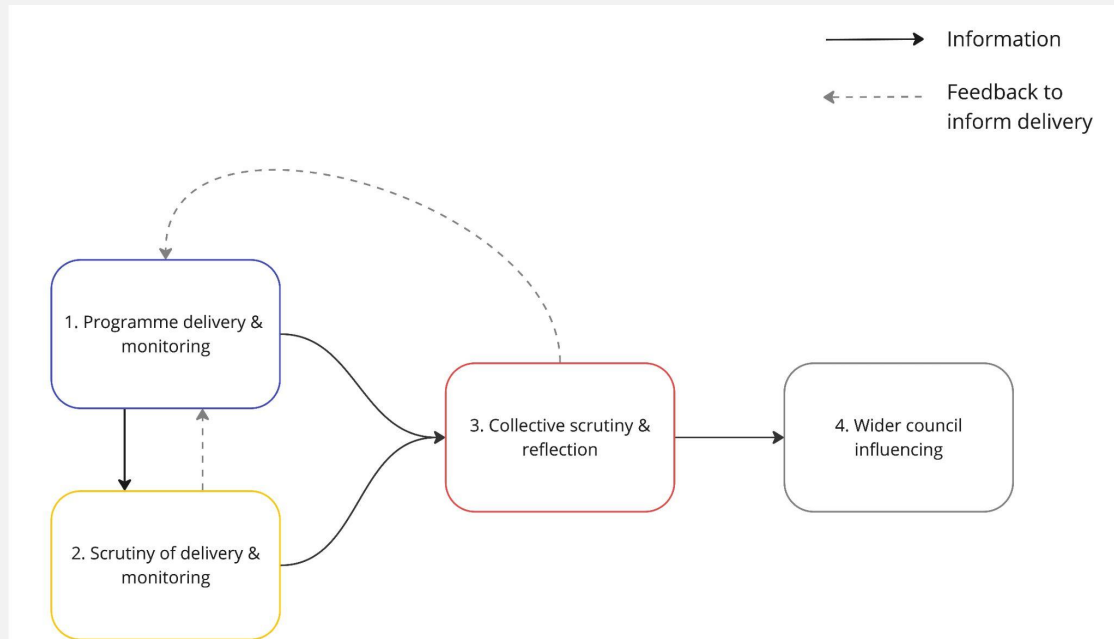 Information
Feedback to
inform delivery
1. Programme delivery &
monitoring
2. Scrutiny of delivery &
monitoring
3. Collective scrutiny &
reflection
4. Wider council
influencing